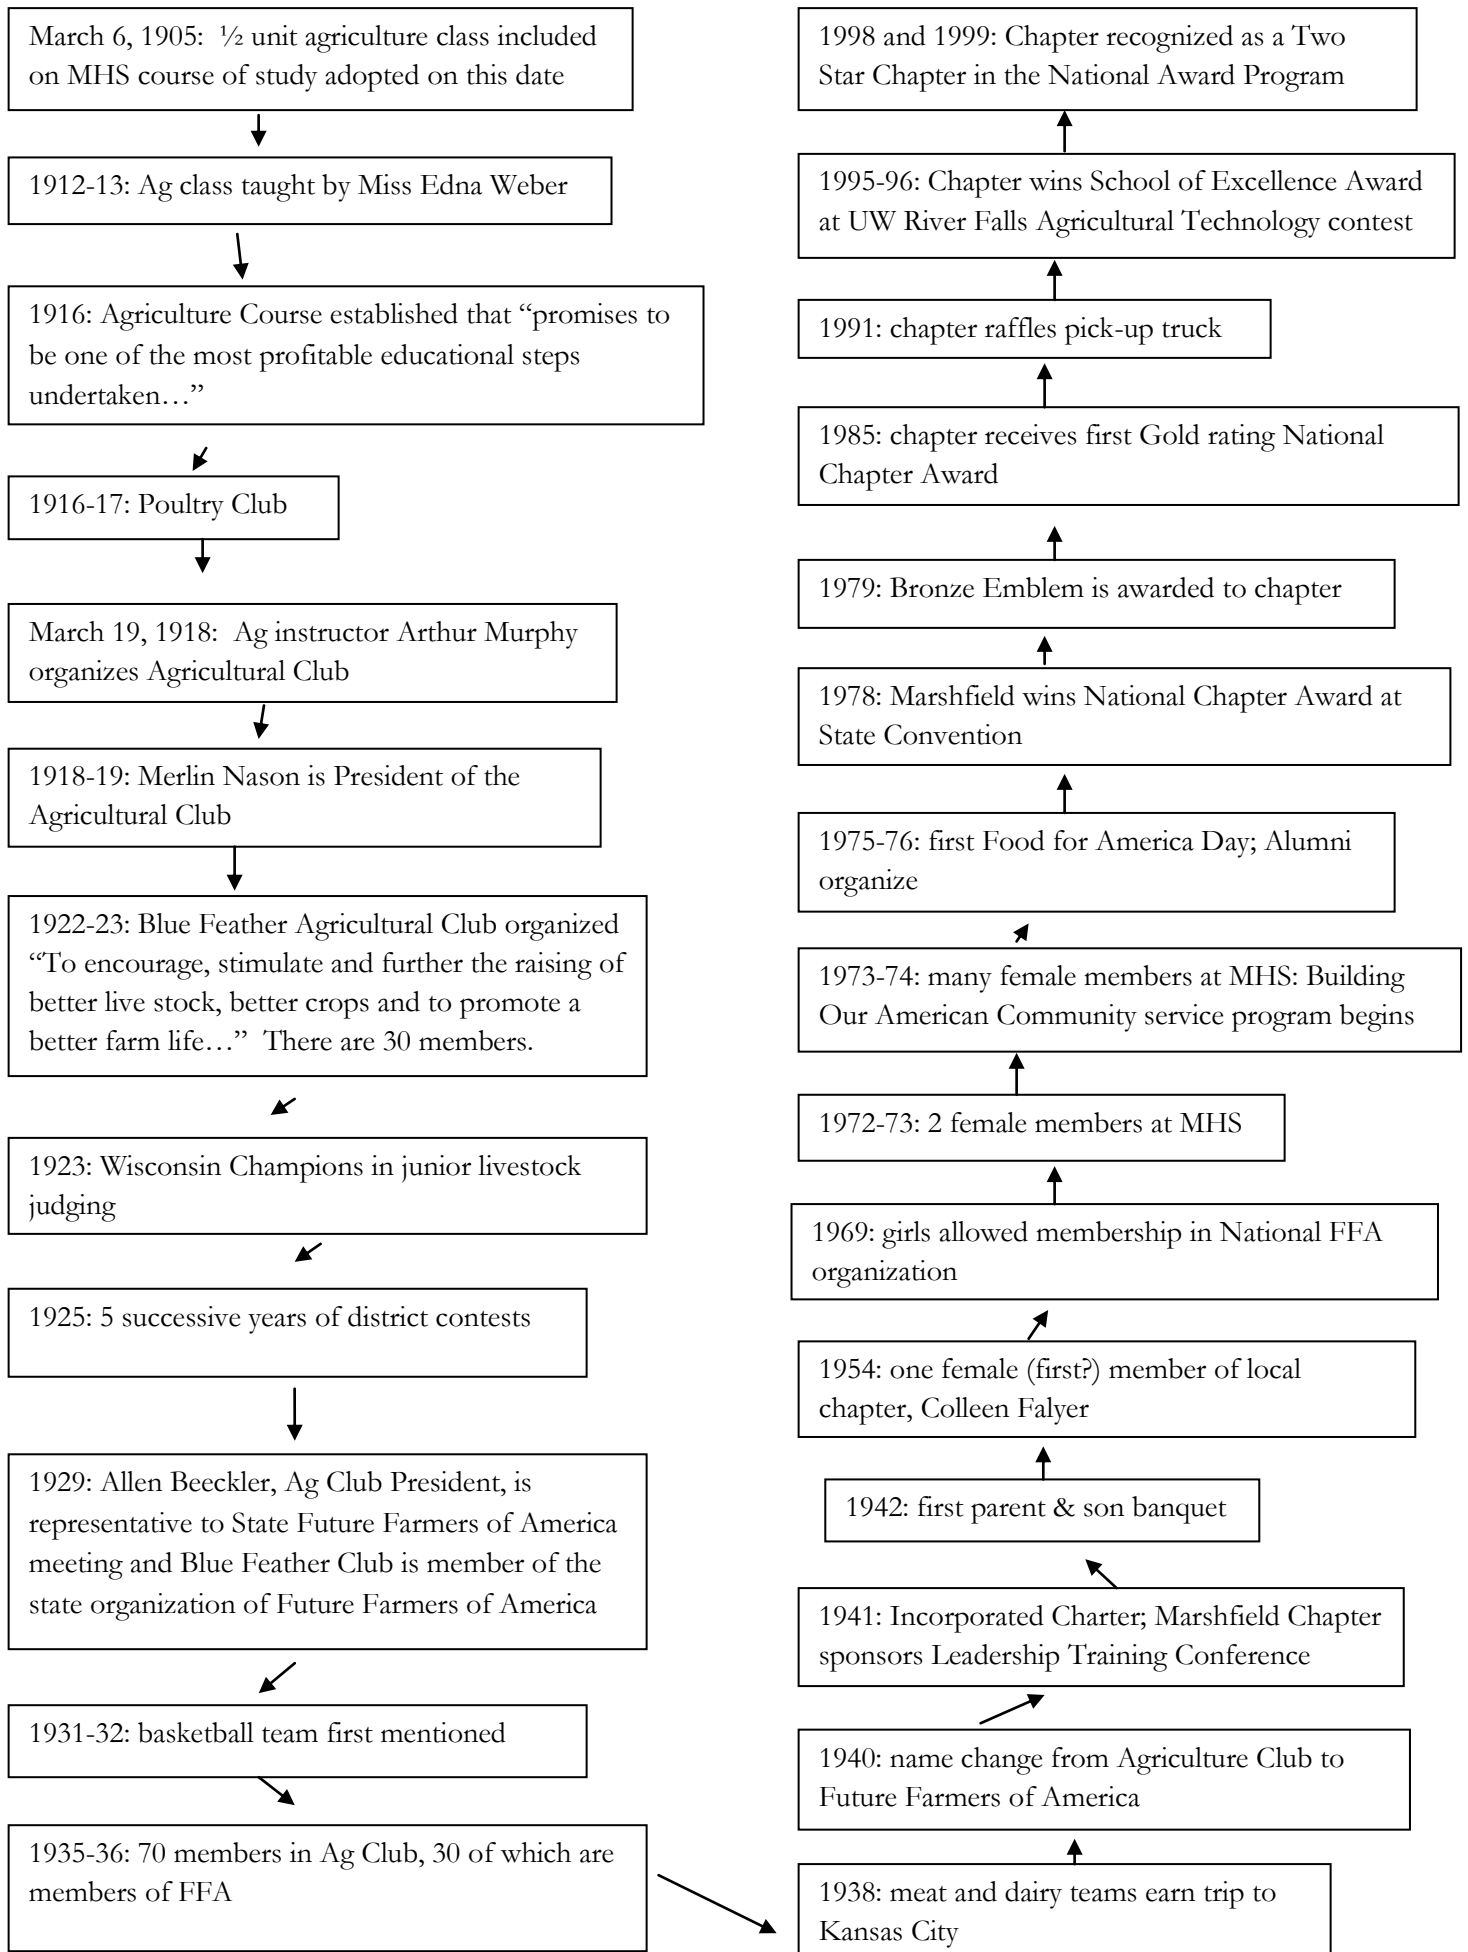 March 6, 1905:  ½ unit agriculture class included
on MHS course of study adopted on this date
1912-13: Ag class taught by Miss Edna Weber
1916: Agriculture Course established that “promises to
be one of the most profitable educational steps
undertaken…”
1916-17: Poultry Club
March 19, 1918:  Ag instructor Arthur Murphy
organizes Agricultural Club
1918-19: Merlin Nason is President of the
Agricultural Club
1922-23: Blue Feather Agricultural Club organized
“To encourage, stimulate and further the raising of
better live stock, better crops and to promote a
better farm life…”  There are 30 members.
1923: Wisconsin Champions in junior livestock
judging
1925: 5 successive years of district contests
1929: Allen Beeckler, Ag Club President, is
representative to State Future Farmers of America
meeting and Blue Feather Club is member of the
state organization of Future Farmers of America
1931-32: basketball team first mentioned
1935-36: 70 members in Ag Club, 30 of which are
members of FFA
1938: meat and dairy teams earn trip to
Kansas City
1940: name change from Agriculture Club to
Future Farmers of America
1941: Incorporated Charter; Marshfield Chapter
sponsors Leadership Training Conference
1942: first parent & son banquet
1954: one female (first?) member of local
chapter, Colleen Falyer
1969: girls allowed membership in National FFA
organization
1972-73: 2 female members at MHS
1973-74: many female members at MHS: Building
Our American Community service program begins
1975-76: first Food for America Day; Alumni
organize
1978: Marshfield wins National Chapter Award at
State Convention
1979: Bronze Emblem is awarded to chapter
1985: chapter receives first Gold rating National
Chapter Award
1991: chapter raffles pick-up truck
1995-96: Chapter wins School of Excellence Award
at UW River Falls Agricultural Technology contest
1998 and 1999: Chapter recognized as a Two
Star Chapter in the National Award Program